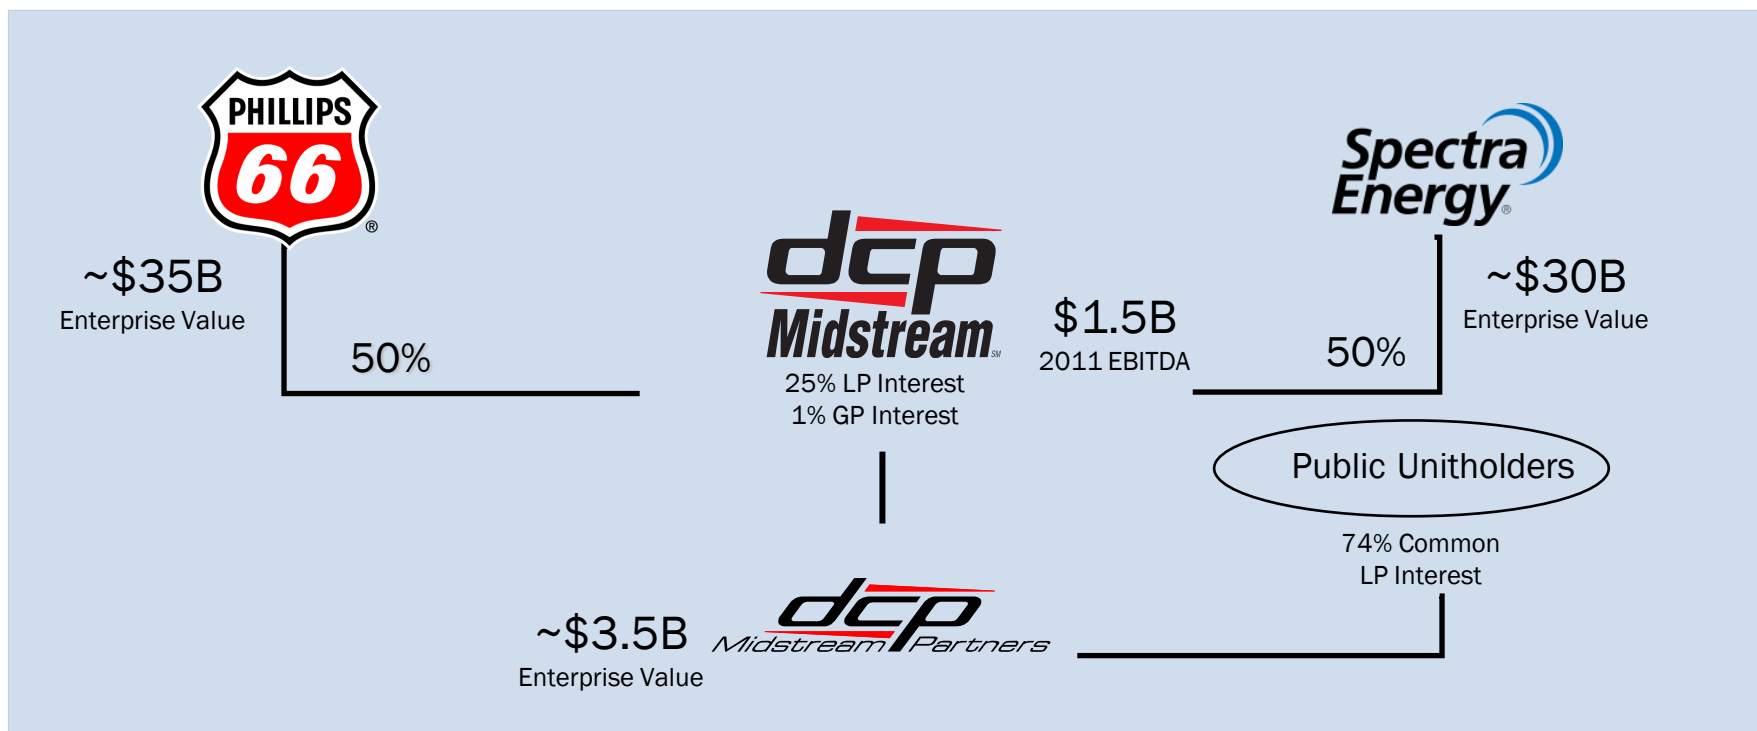 PHILLIPS
66
®
~$35B
Enterprise Value
50%
dcp
Midstream
SM
25% LP Interest
1% GP Interest
$1.5B
2011 EBITDA
Spectra
Energy®
~$30B
Enterprise Value
50%
Public Unitholders
74% Common
LP Interest
~$3.5B
Enterprise Value
dcp
Midstream Partners